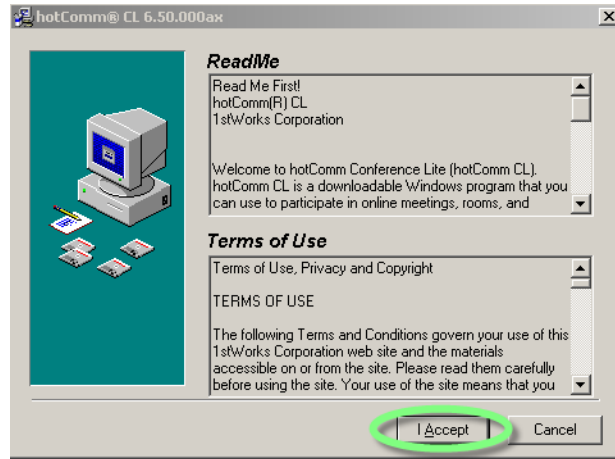 hotComm® CL 6.50.000ax
ReadMe
Read Me First!
hotComm(R) CL
1stWorks Corporation
Welcome to hotComm Conference Lite (hotComm CL).
hotComm CL is a downloadable Windows program that you
can use to participate in online meetings, rooms, and
Terms of Use
Terms of Use, Privacy and Copyright
TERMS OF USE
The following Terms and Conditions govern your use of this
1stWorks Corporation web site and the materials
accessible on or from the site. Please read them carefully
before using the site. Your use of the site means that you
I Accept
Cancel